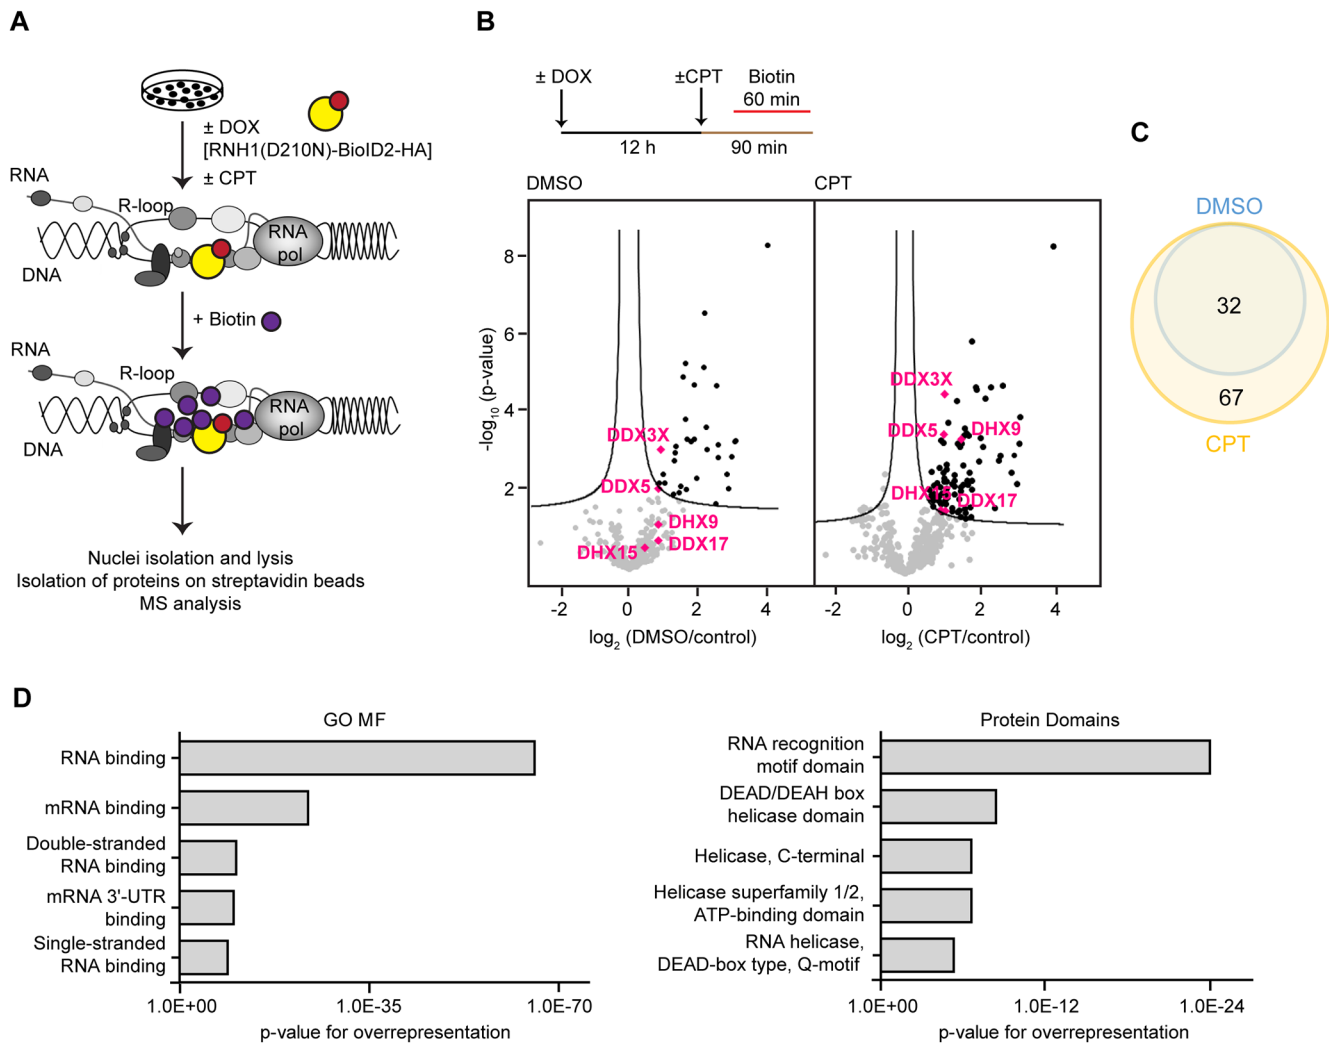 A
± DOX
[RNH1(D210N)-BioID2-HA]
± CPT
RNA
R-loop
RNA
pol
DNA
+ Biotin
RNA
R-loop
RNA
pol
DNA
Nuclei isolation and lysis
Isolation of proteins on streptavidin beads
MS analysis
B
± DOX
±CPT
Biotin
60 min
12 h
90 min
DMSO
CPT
-log10 (p-value)
8
6
4
2
DDX3X
DDX5
DHX9
DDX17
DHX15
-2
0
2
4
log2 (DMSO/control)
DDX3X
DDX5
DHX9
DHX15
DDX17
-2
0
2
4
log2 (CPT/control)
C
DMSO
32
67
CPT
D
GO MF
RNA binding
mRNA binding
Double-stranded
RNA binding
mRNA 3'-UTR
binding
Single-stranded
RNA binding
1.0E+00
1.0E-35
1.0E-70
p-value for overrepresentation
Protein Domains
RNA recognition
motif domain
DEAD/DEAH box
helicase domain
Helicase, C-terminal
Helicase superfamily 1/2,
ATP-binding domain
RNA helicase,
DEAD-box type, Q-motif
1.0E+00
1.0E-12
1.0E-24
p-value for overrepresentation